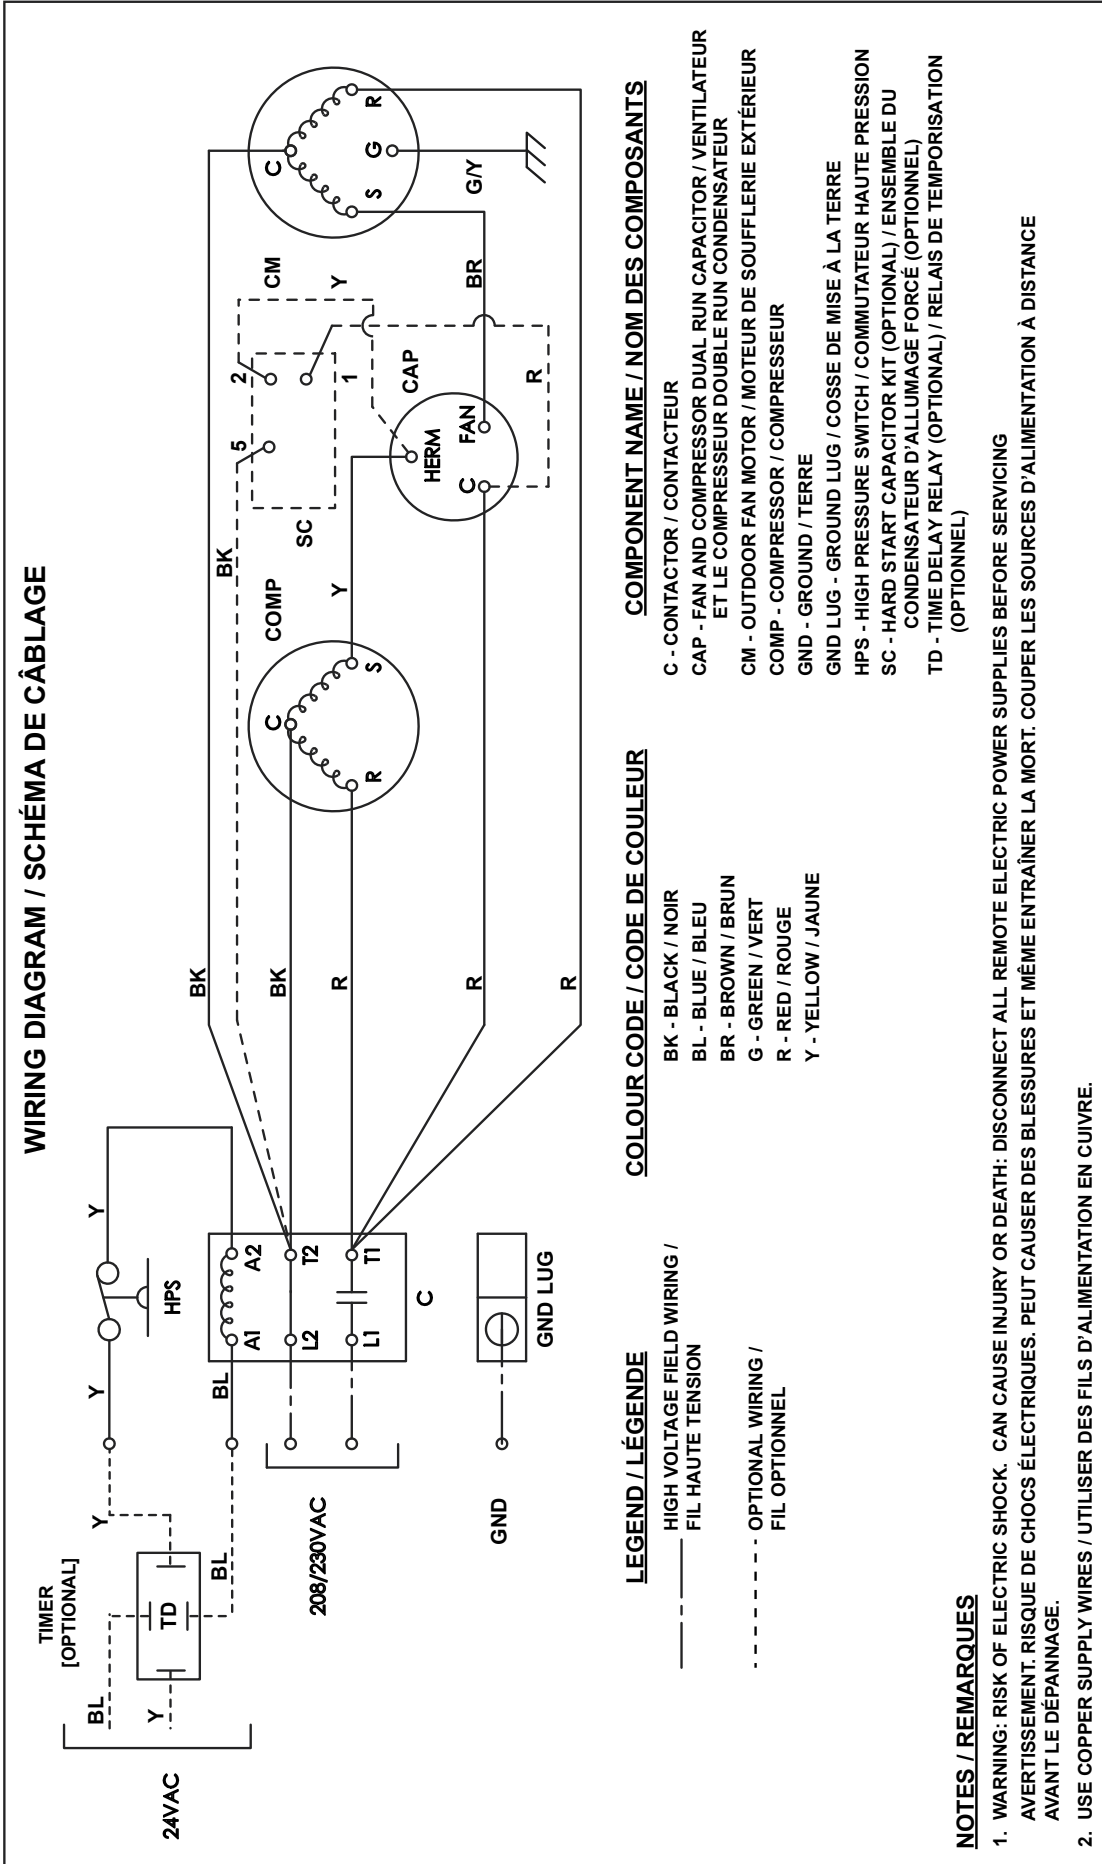 WIRING DIAGRAM / SCHÉMA DE CÂBLAGE
TIMER
[OPTIONAL]
24VAC
BL
Y
TD
Y
BL
Y
HPS
Y
BL
A1
A2
L2
T2
L1
T1
C
208/230VAC
GND
GND LUG
BK
BK
BK
R
R
R
COMP
C
R
S
Y
SC
5
2
1
CM
Y
CAP
HERM
C
FAN
BR
R
C
S
G
R
G/Y
LEGEND / LÉGENDE
HIGH VOLTAGE FIELD WIRING /
FIL HAUTE TENSION
OPTIONAL WIRING /
FIL OPTIONNEL
COLOUR CODE / CODE DE COULEUR
BK - BLACK / NOIR
BL - BLUE / BLEU
BR - BROWN / BRUN
G - GREEN / VERT
R - RED / ROUGE
Y - YELLOW / JAUNE
COMPONENT NAME / NOM DES COMPOSANTS
C - CONTACTOR / CONTACTEUR
CAP - FAN AND COMPRESSOR DUAL RUN CAPACITOR / VENTILATEUR
ET LE COMPRESSEUR DOUBLE RUN CONDENSATEUR
CM - OUTDOOR FAN MOTOR / MOTEUR DE SOUFFLERIE EXTÉRIEUR
COMP - COMPRESSOR / COMPRESSEUR
GND - GROUND / TERRE
GND LUG - GROUND LUG / COSSE DE MISE À LA TERRE
HPS - HIGH PRESSURE SWITCH / COMMUTATEUR HAUTE PRESSION
SC - HARD START CAPACITOR KIT (OPTIONAL) / ENSEMBLE DU
CONDENSATEUR D'ALLUMAGE FORCÉ (OPTIONNEL)
TD - TIME DELAY RELAY (OPTIONAL) / RELAIS DE TEMPORISATION
(OPTIONNEL)
NOTES / REMARQUES
1. WARNING: RISK OF ELECTRIC SHOCK. CAN CAUSE INJURY OR DEATH: DISCONNECT ALL REMOTE ELECTRIC POWER SUPPLIES BEFORE SERVICING
AVERTISSEMENT. RISQUE DE CHOCS ÉLECTRIQUES. PEUT CAUSER DES BLESSURES ET MÊME ENTRAÎNER LA MORT. COUPER LES SOURCES D'ALIMENTATION À DISTANCE
AVANT LE DÉPANNAGE.
2. USE COPPER SUPPLY WIRES / UTILISER DES FILS D'ALIMENTATION EN CUIVRE.